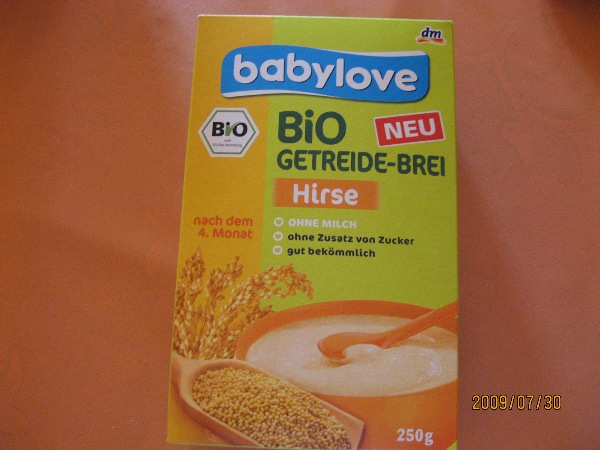 dm
babylove
Bio
BiO
NEU
GETREIDE-BREI
Hirse
nach dem
4. Monat
OHNE MILCH
ohne Zusatz von Zucker
gut bekömmlich
250g
2009/07/30